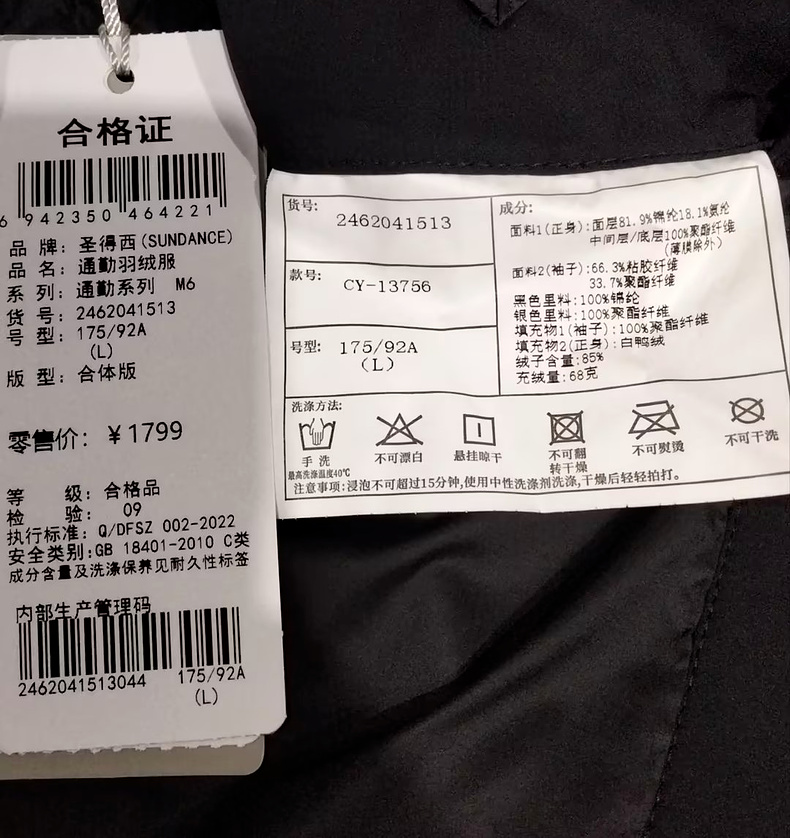 合格证
6 942350 464221
品 牌: 圣得西(SUNDANCE)
品 名: 通勤羽绒服
系 列: 通勤系列 M6
货 号: 2462041513
号 型: 175/92A
(L)
版 型: 合体版
零售价: ￥1799
等 级: 合格品
检 验: 09
执行标准: Q/DFSZ 002-2022
安全类别:GB 18401-2010 C类
成分含量及洗涤保养见耐久性标签
内部生产管理码
2462041513044 175/92A
(L)
货号:
2462041513
款号:
CY-13756
号型: 175/92A
(L)
成分:
面料1(正身):面层81.9%锦纶18.1%氨纶
中间层/底层100%聚酯纤维
(薄膜除外)
面料2(袖子):66.3%粘胶纤维
33.7%聚酯纤维
黑色里料:100%锦纶
银色里料:100%聚酯纤维
填充物1(袖子):100%聚酯纤维
填充物2(正身):白鸭绒
绒子含量:85%
充绒量:68克
洗涤方法:
手 洗
最高洗涤温度40℃
不可漂白
悬挂晾干
不可翻
转干燥
不可熨烫
不可干洗
注意事项:浸泡不可超过15分钟,使用中性洗涤剂洗涤,干燥后轻轻拍打。